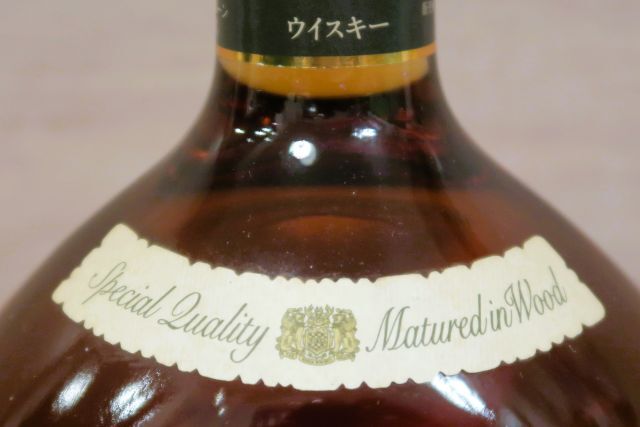 ウイスキー
Special Quality Matured in Wood